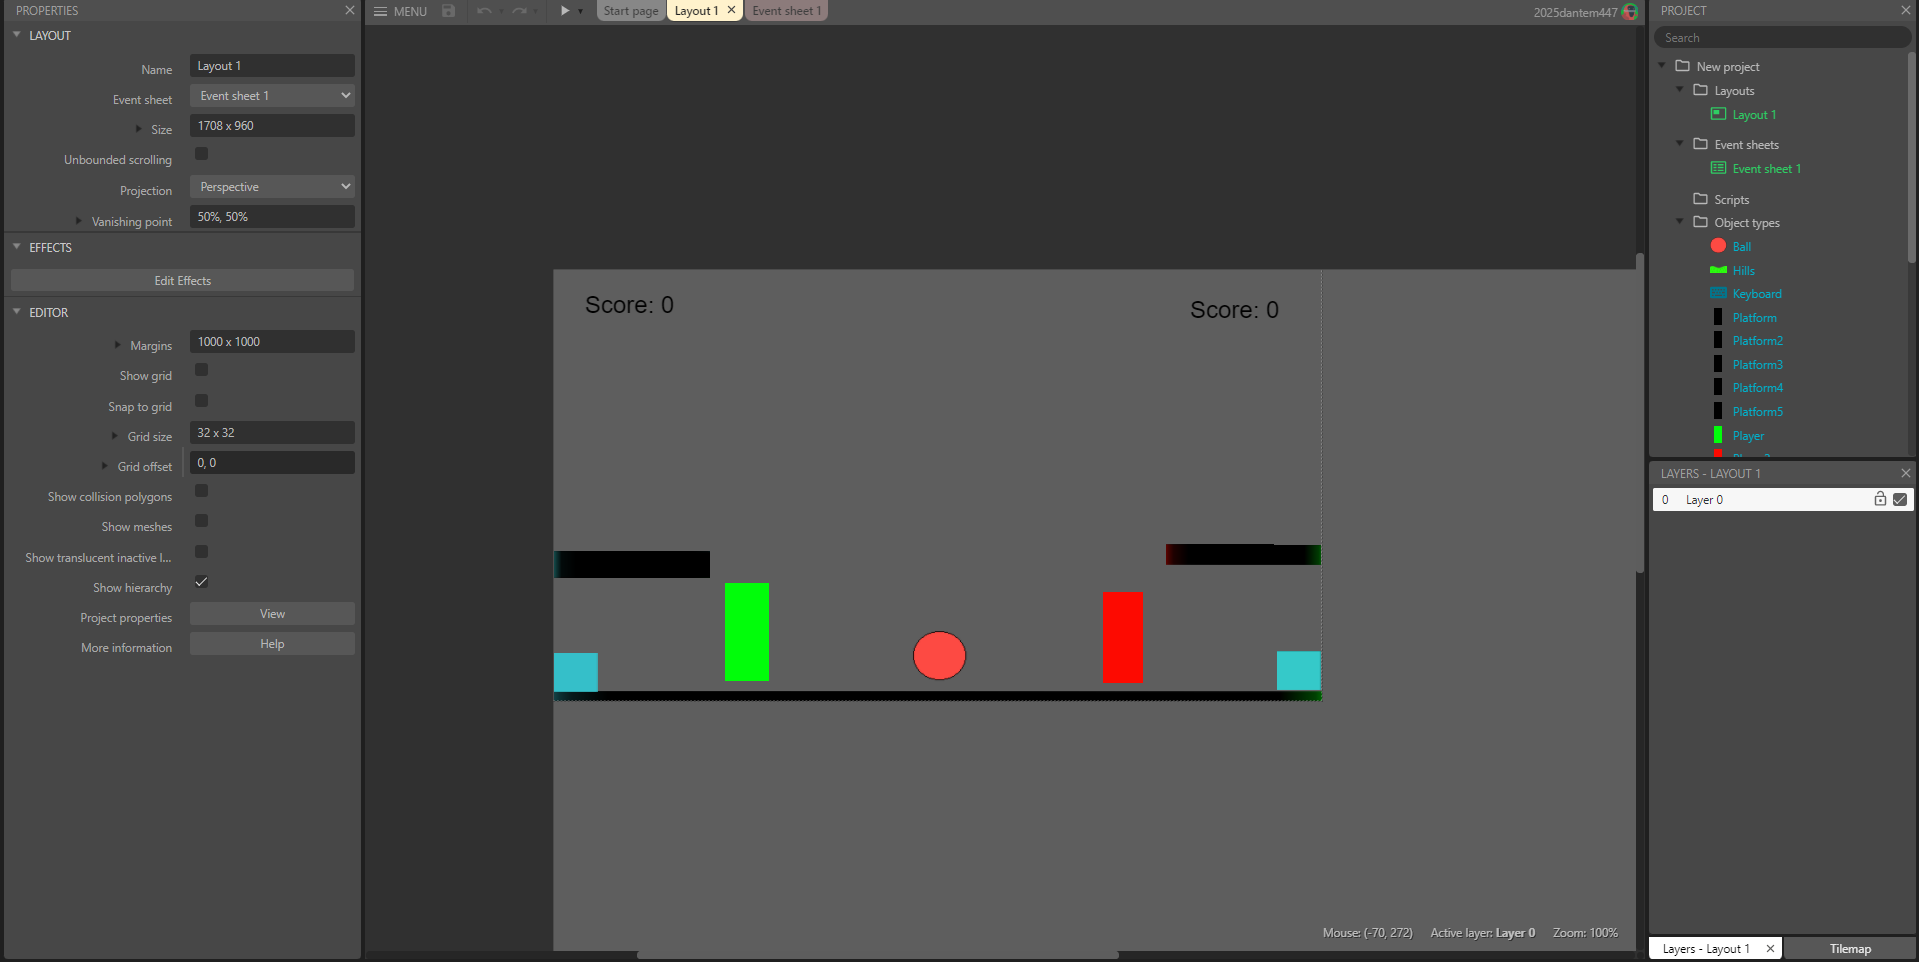 PROPERTIES
LAYOUT
Name Layout 1
Event sheet Event sheet 1
Size 1708 x 960
Unbounded scrolling
Projection Perspective
Vanishing point 50%, 50%
EFFECTS
Edit Effects
EDITOR
Margins 1000 x 1000
Show grid
Snap to grid
Grid size 32 x 32
Grid offset 0, 0
Show collision polygons
Show meshes
Show translucent inactive l...
Show hierarchy
Project properties View
More information Help
MENU
Start page Layout 1 Event sheet 1
2025dantem447
Score: 0
Score: 0
Mouse: (-70, 272) Active layer: Layer 0 Zoom: 100%
PROJECT
Search
New project
Layouts
Layout 1
Event sheets
Event sheet 1
Scripts
Object types
Ball
Hills
Keyboard
Platform
Platform2
Platform3
Platform4
Platform5
Player
LAYERS - LAYOUT 1
0 Layer 0
Layers - Layout 1 Tilemap